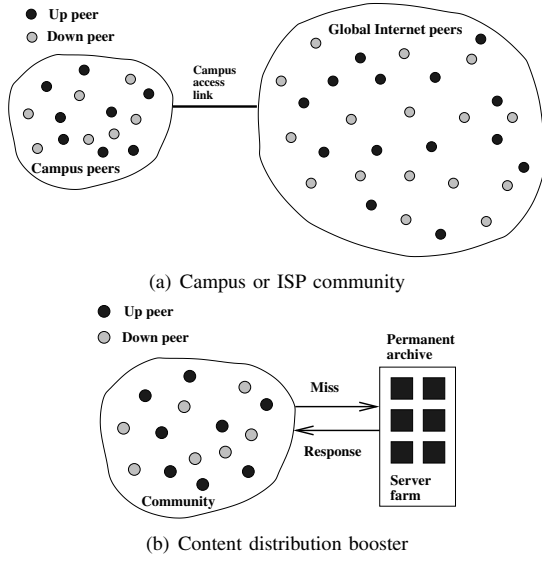 Up peer
Down peer
Global Internet peers
Campus
access
link
Campus peers
(a) Campus or ISP community
Up peer
Down peer
Permanent
archive
Miss
Response
Server
farm
Community
(b) Content distribution booster